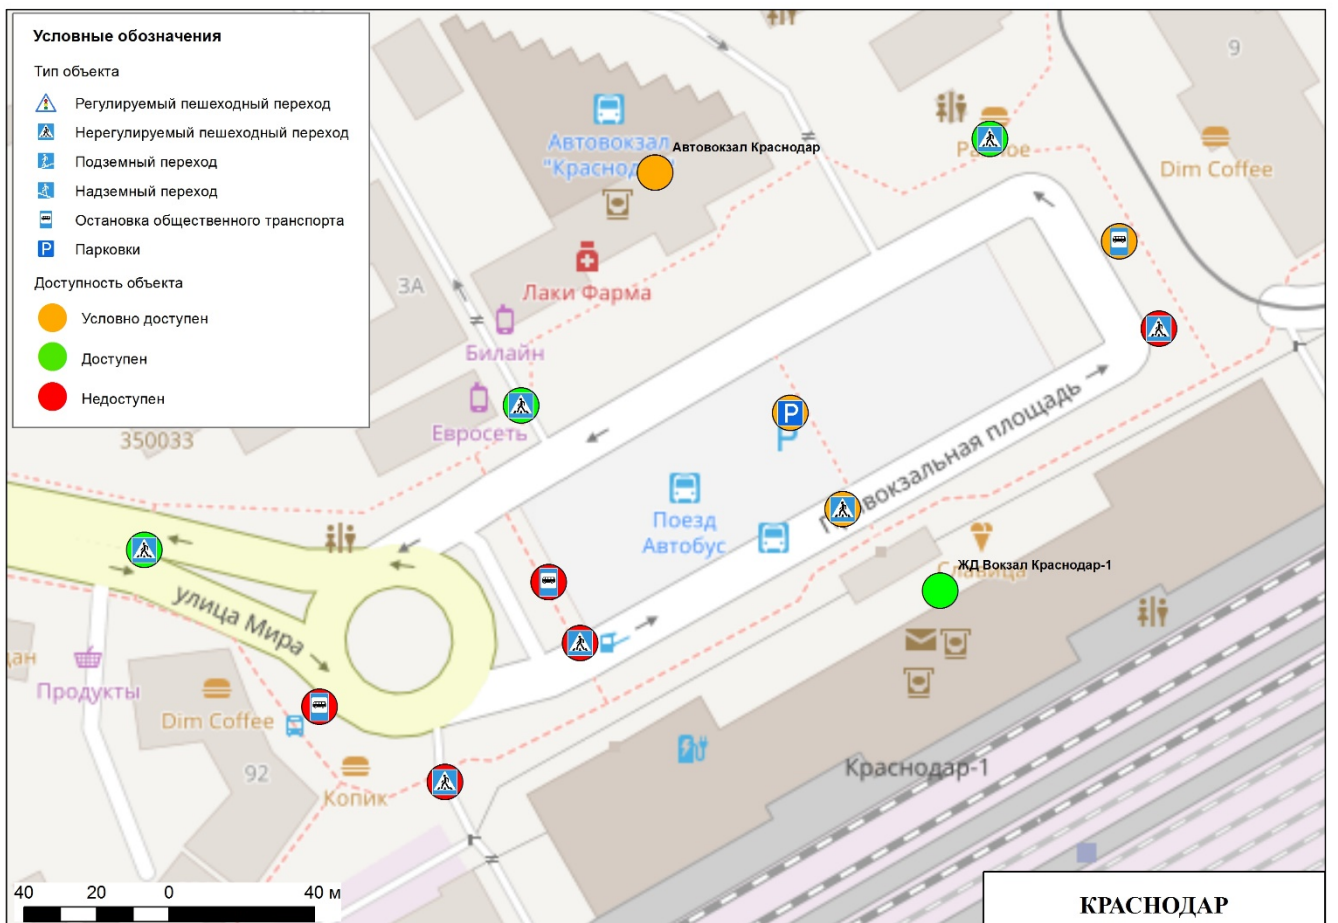 Условные обозначения
Тип объекта
Регулируемый пешеходный переход
Нерегулируемый пешеходный переход
Подземный переход
Надземный переход
Остановка общественного транспорта
P Парковки
Доступность объекта
Условно доступен
Доступен
Недоступен
9
Автовокзал
"Краснод
Автовокзал Краснодар
Dim Coffee
3А
Лаки Фарма
Билайн
Евросеть
350033
P
P
Поезд
Автобус
площадь
Славица
ЖД Вокзал Краснодар-1
улица Мира
Продукты
Dim Coffee
92
Копик
Краснодар-1
40 20 0 40 м
КРАСНОДАР